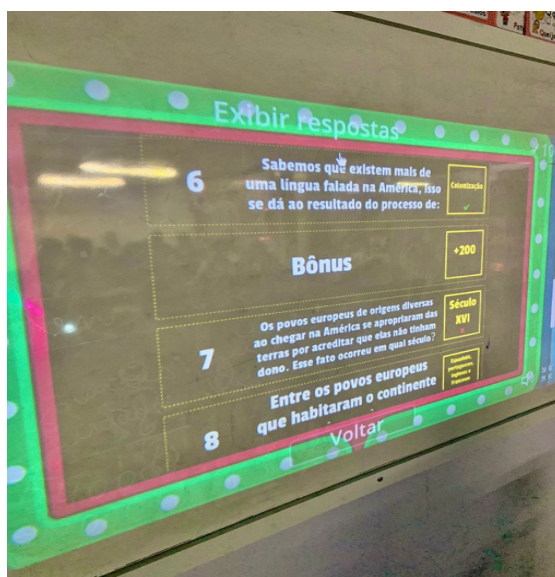 Exibir respostas
6
Sabemos que existem mais de
uma língua falada na América, isso
se dá ao resultado do processo de:
Colonização
Bônus
+200
7
Os povos europeus de origens diversas
ao chegar na América se apropriaram das
terras por acreditar que elas não tinham
dono. Esse fato ocorreu em qual século?
Século
XVI
8
Entre os povos europeus
que habitaram o continente
Espanhóis,
portugueses,
ingleses e
franceses
Voltar